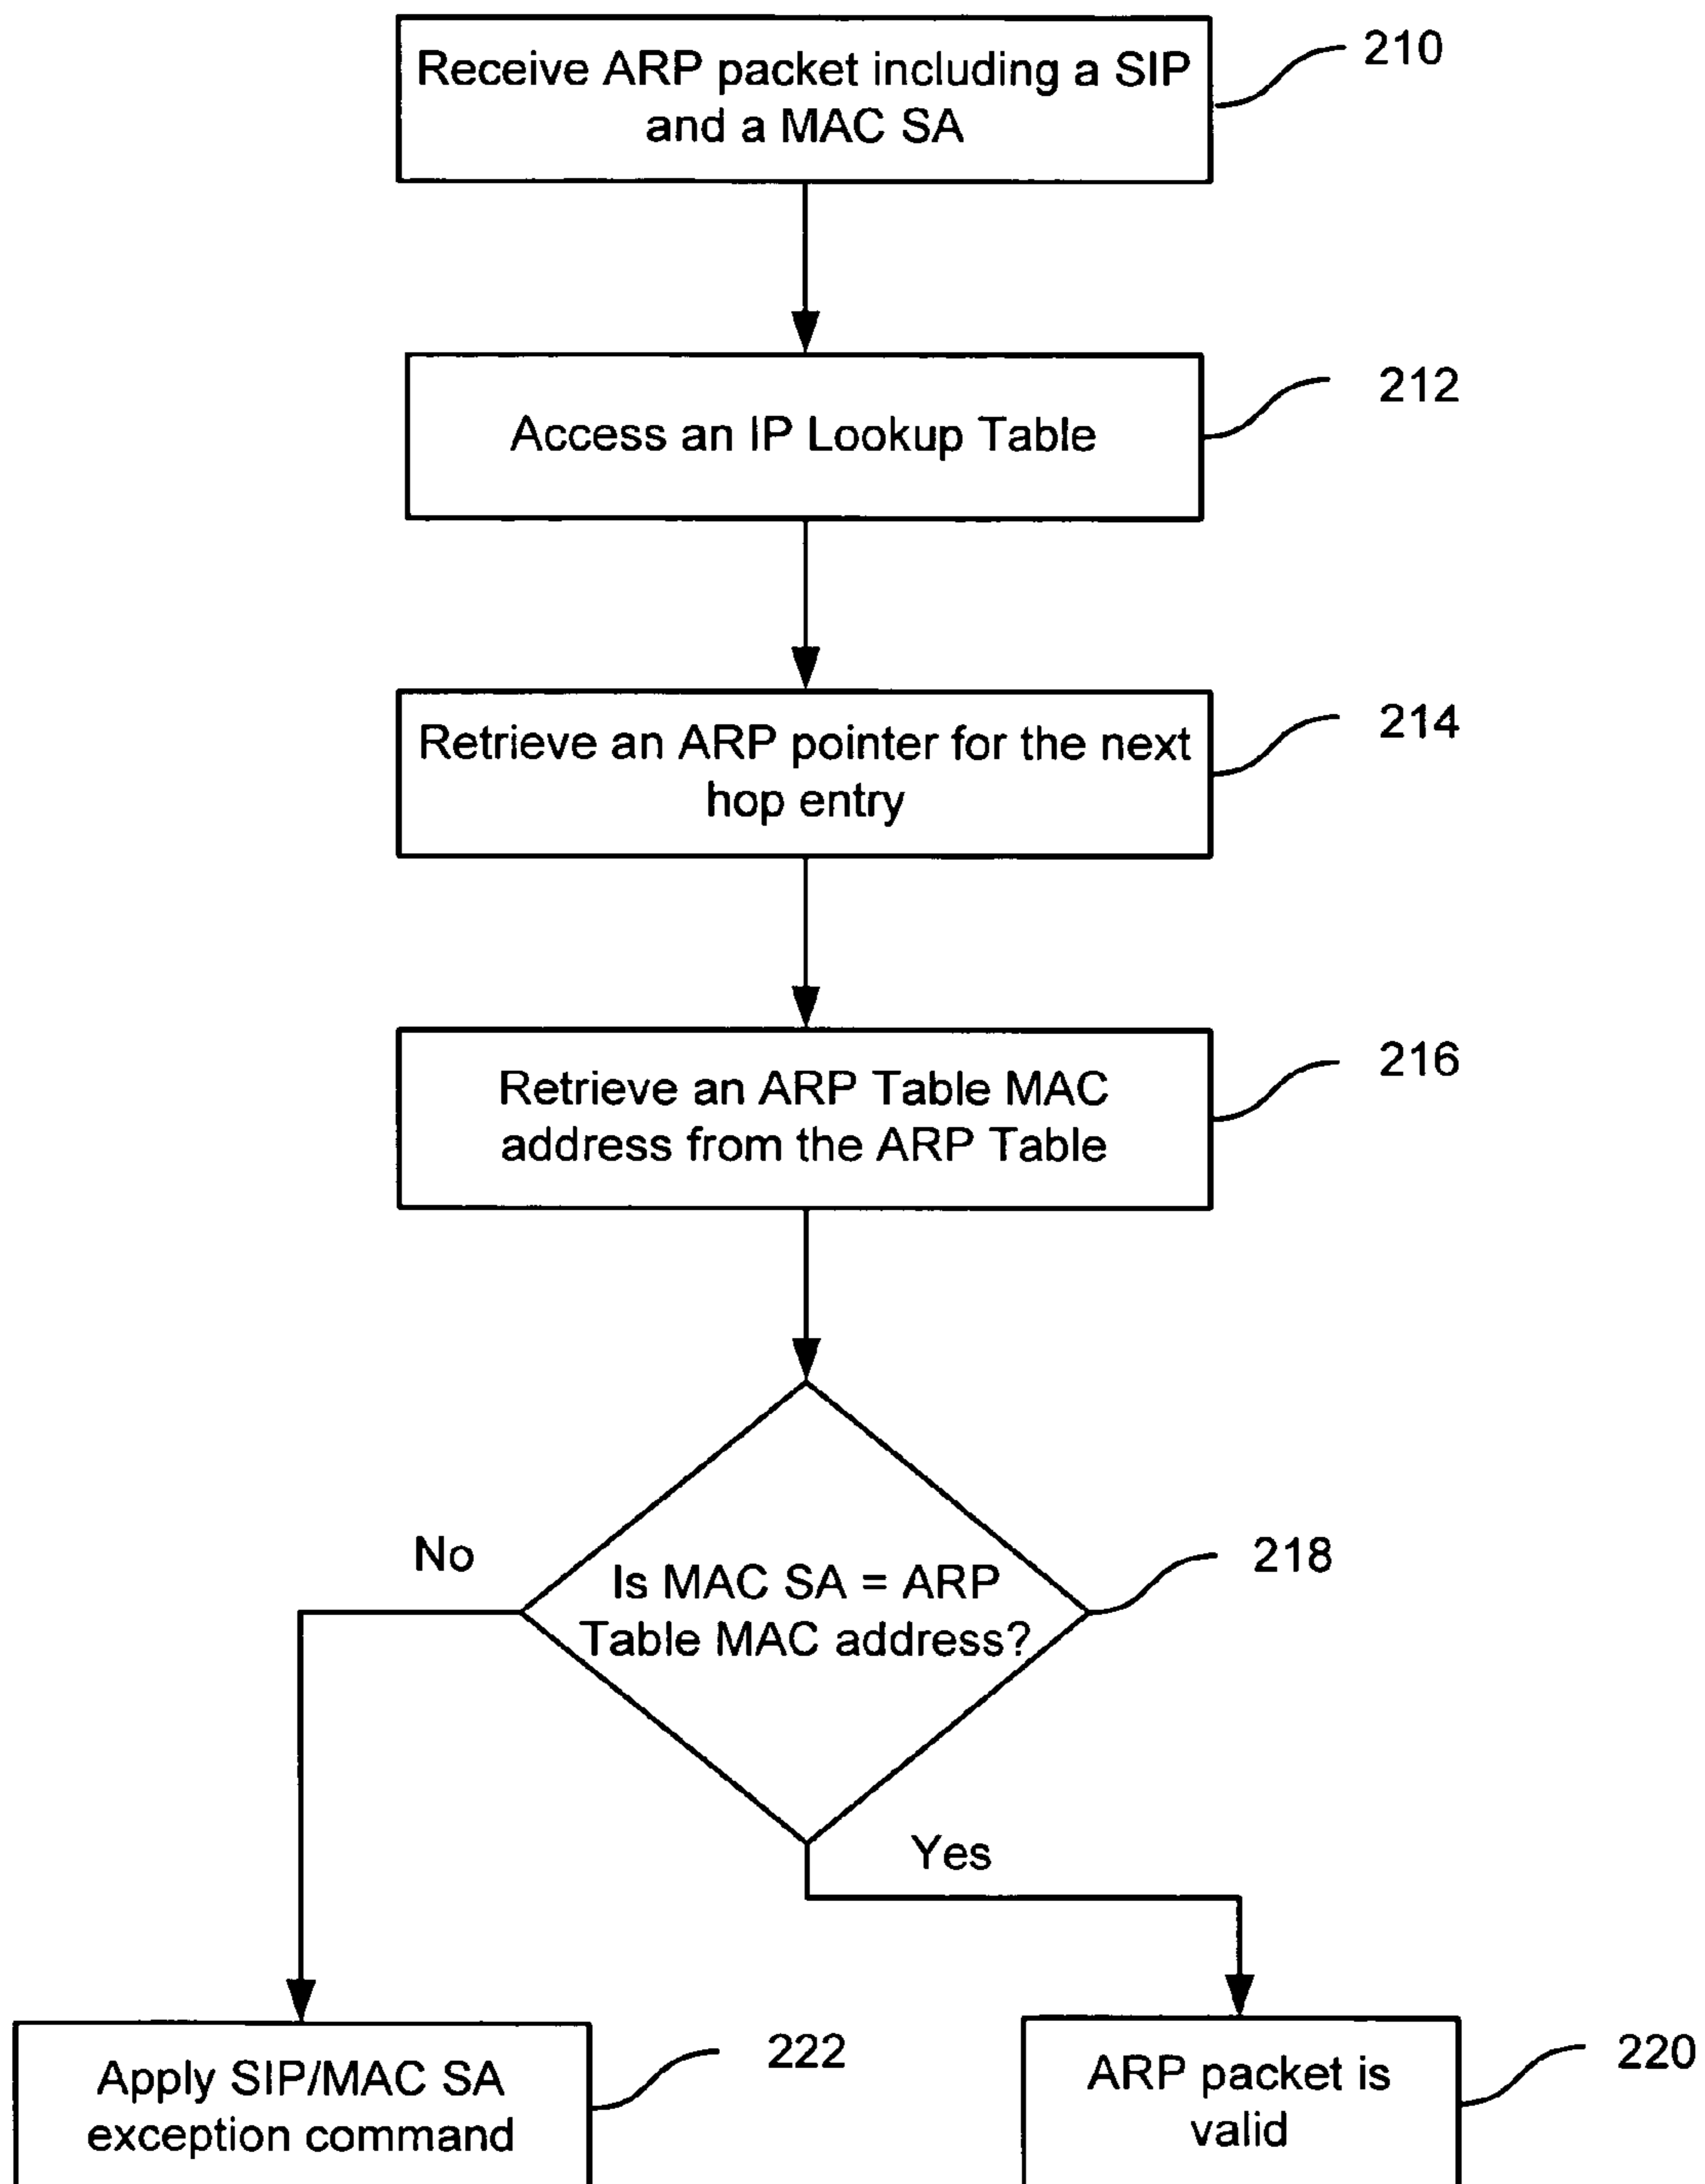 Receive ARP packet including a SIP
and a MAC SA
210
Access an IP Lookup Table
212
Retrieve an ARP pointer for the next
hop entry
214
Retrieve an ARP Table MAC
address from the ARP Table
216
No
Is MAC SA = ARP
Table MAC address?
218
Yes
Apply SIP/MAC SA
exception command
222
ARP packet is
valid
220